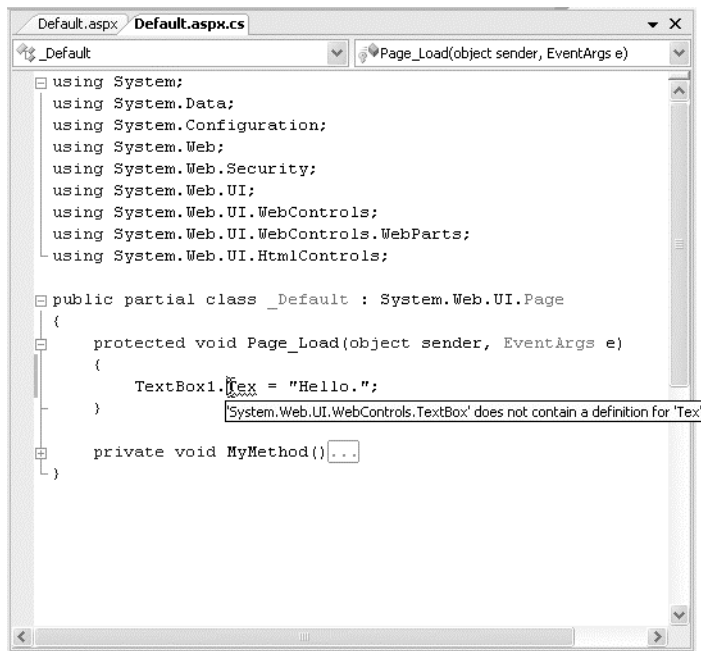 Default.aspx Default.aspx.cs
_Default Page_Load(object sender, EventArgs e)
using System;
using System.Data;
using System.Configuration;
using System.Web;
using System.Web.Security;
using System.Web.UI;
using System.Web.UI.WebControls;
using System.Web.UI.WebControls.WebParts;
using System.Web.UI.HtmlControls;
public partial class _Default : System.Web.UI.Page
{
protected void Page_Load(object sender, EventArgs e)
{
TextBox1.Tex = "Hello.";
}
'System.Web.UI.WebControls.TextBox' does not contain a definition for 'Tex'
private void MyMethod()...
}